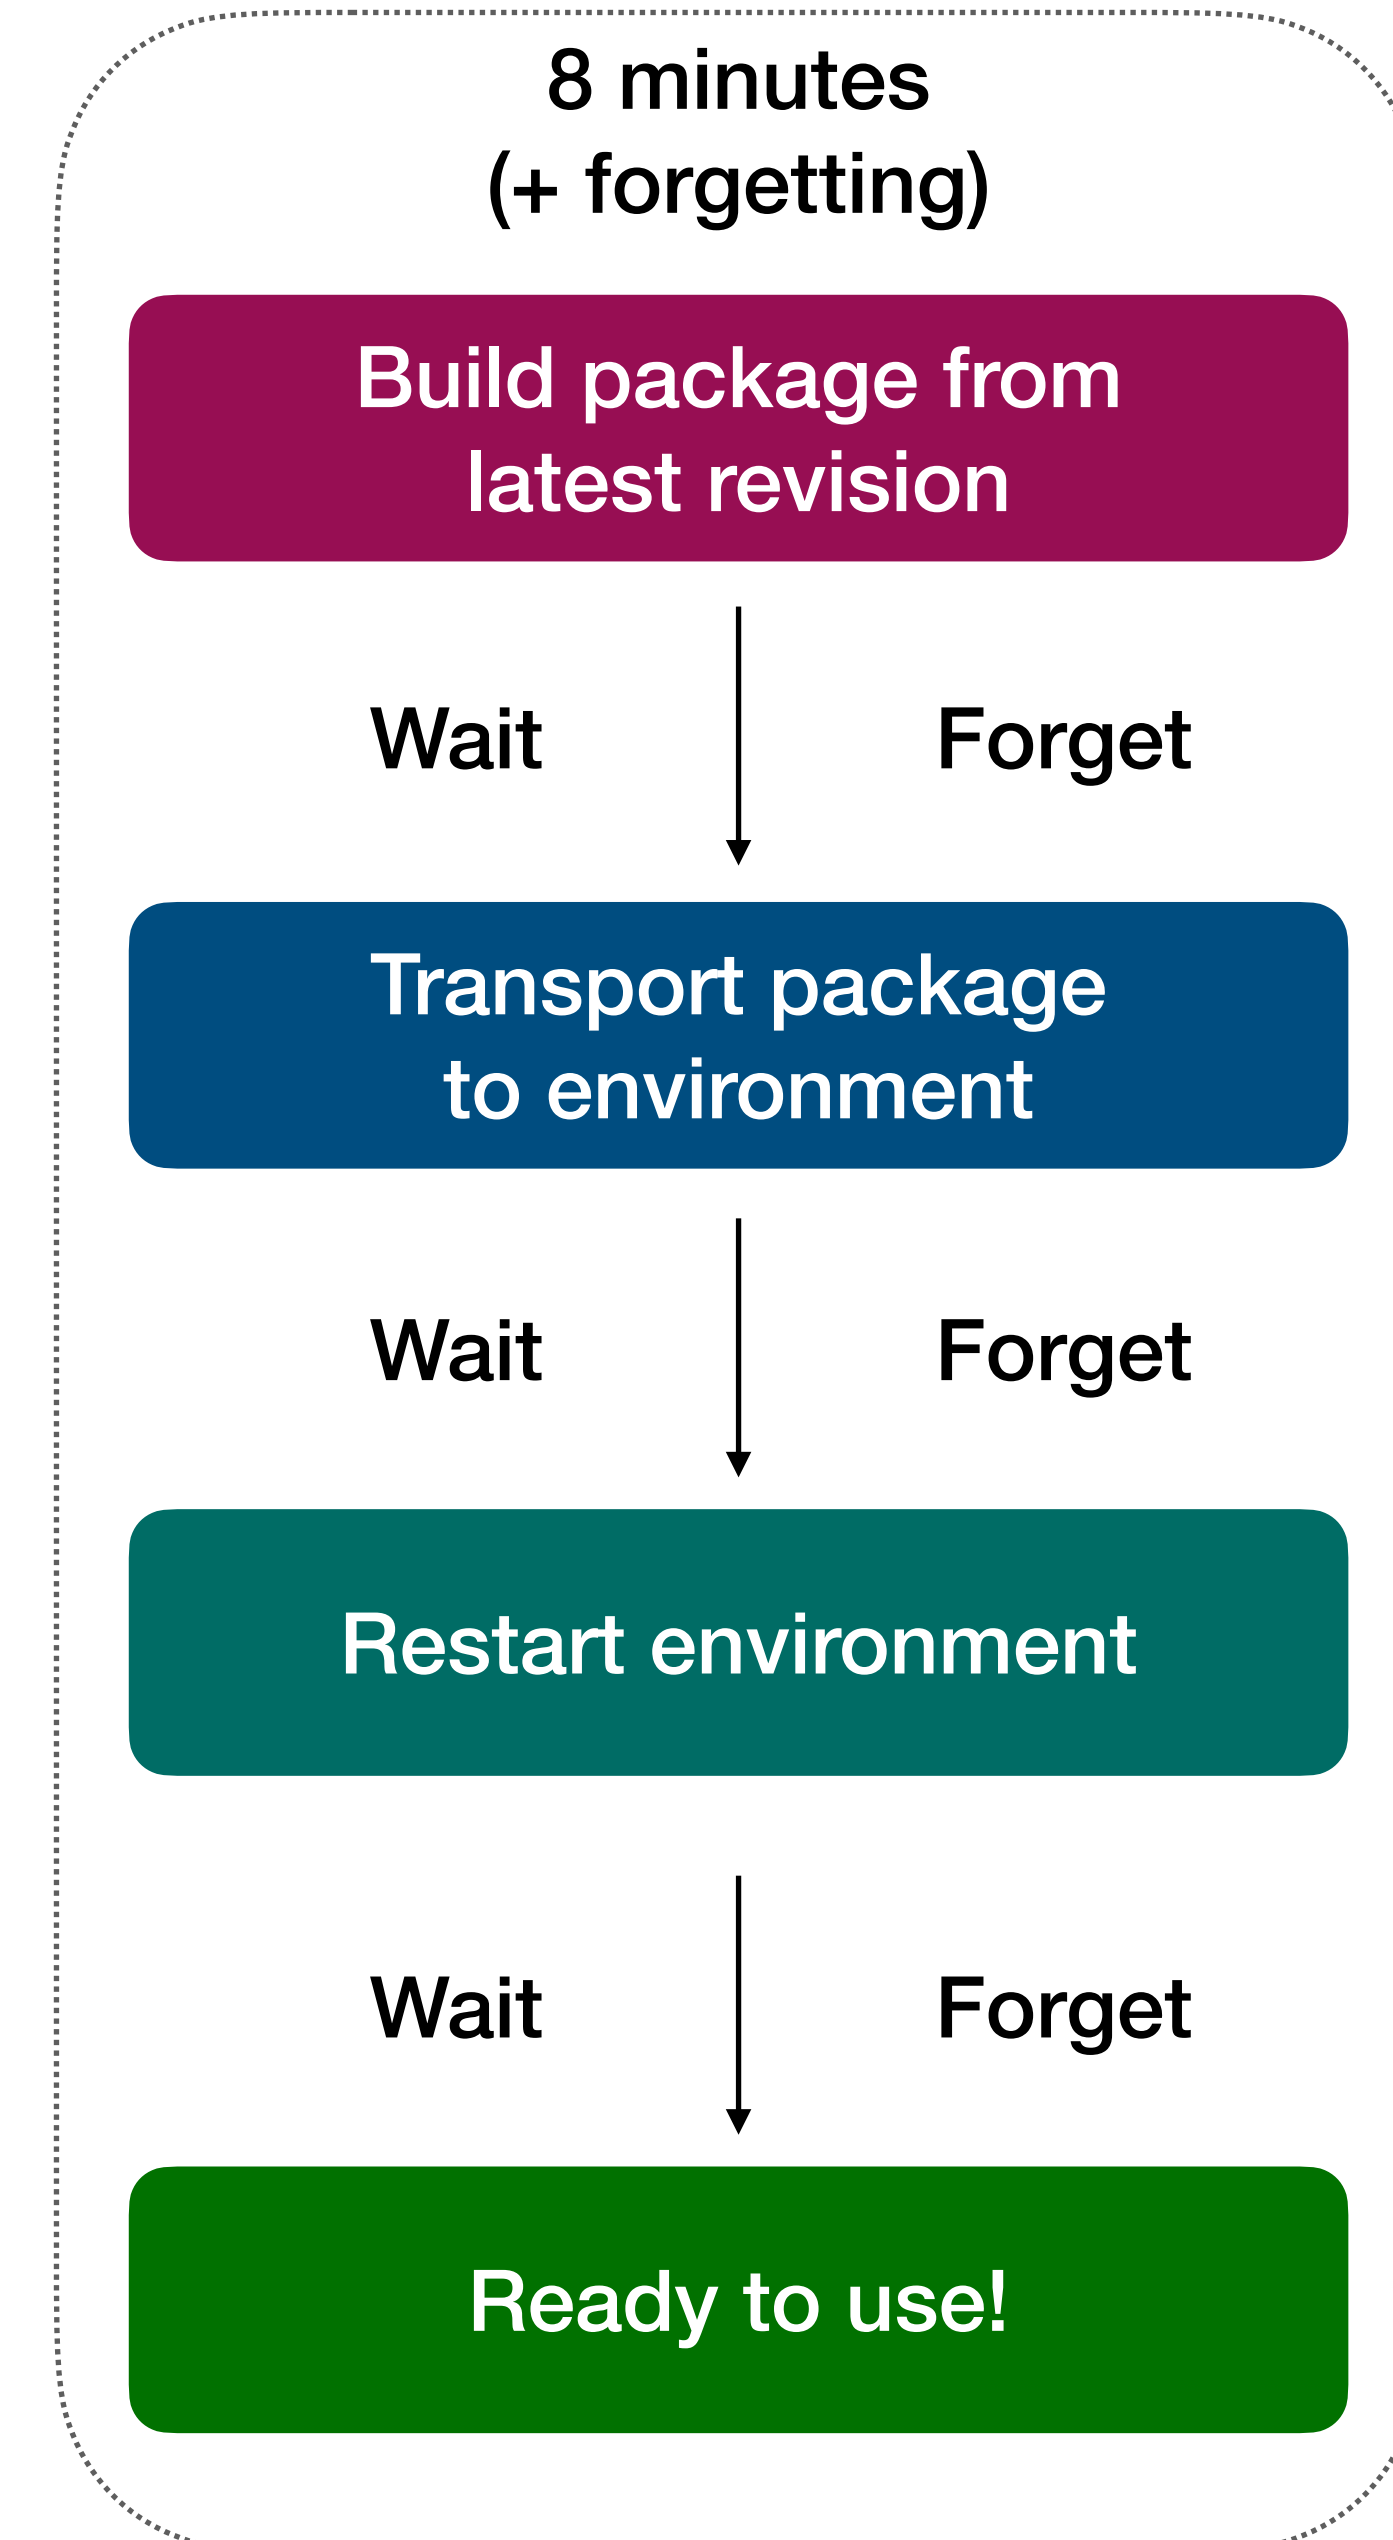 8 minutes
(+ forgetting)
Build package from
latest revision
Wait
Forget
Transport package
to environment
Wait
Forget
Restart environment
Wait
Forget
Ready to use!